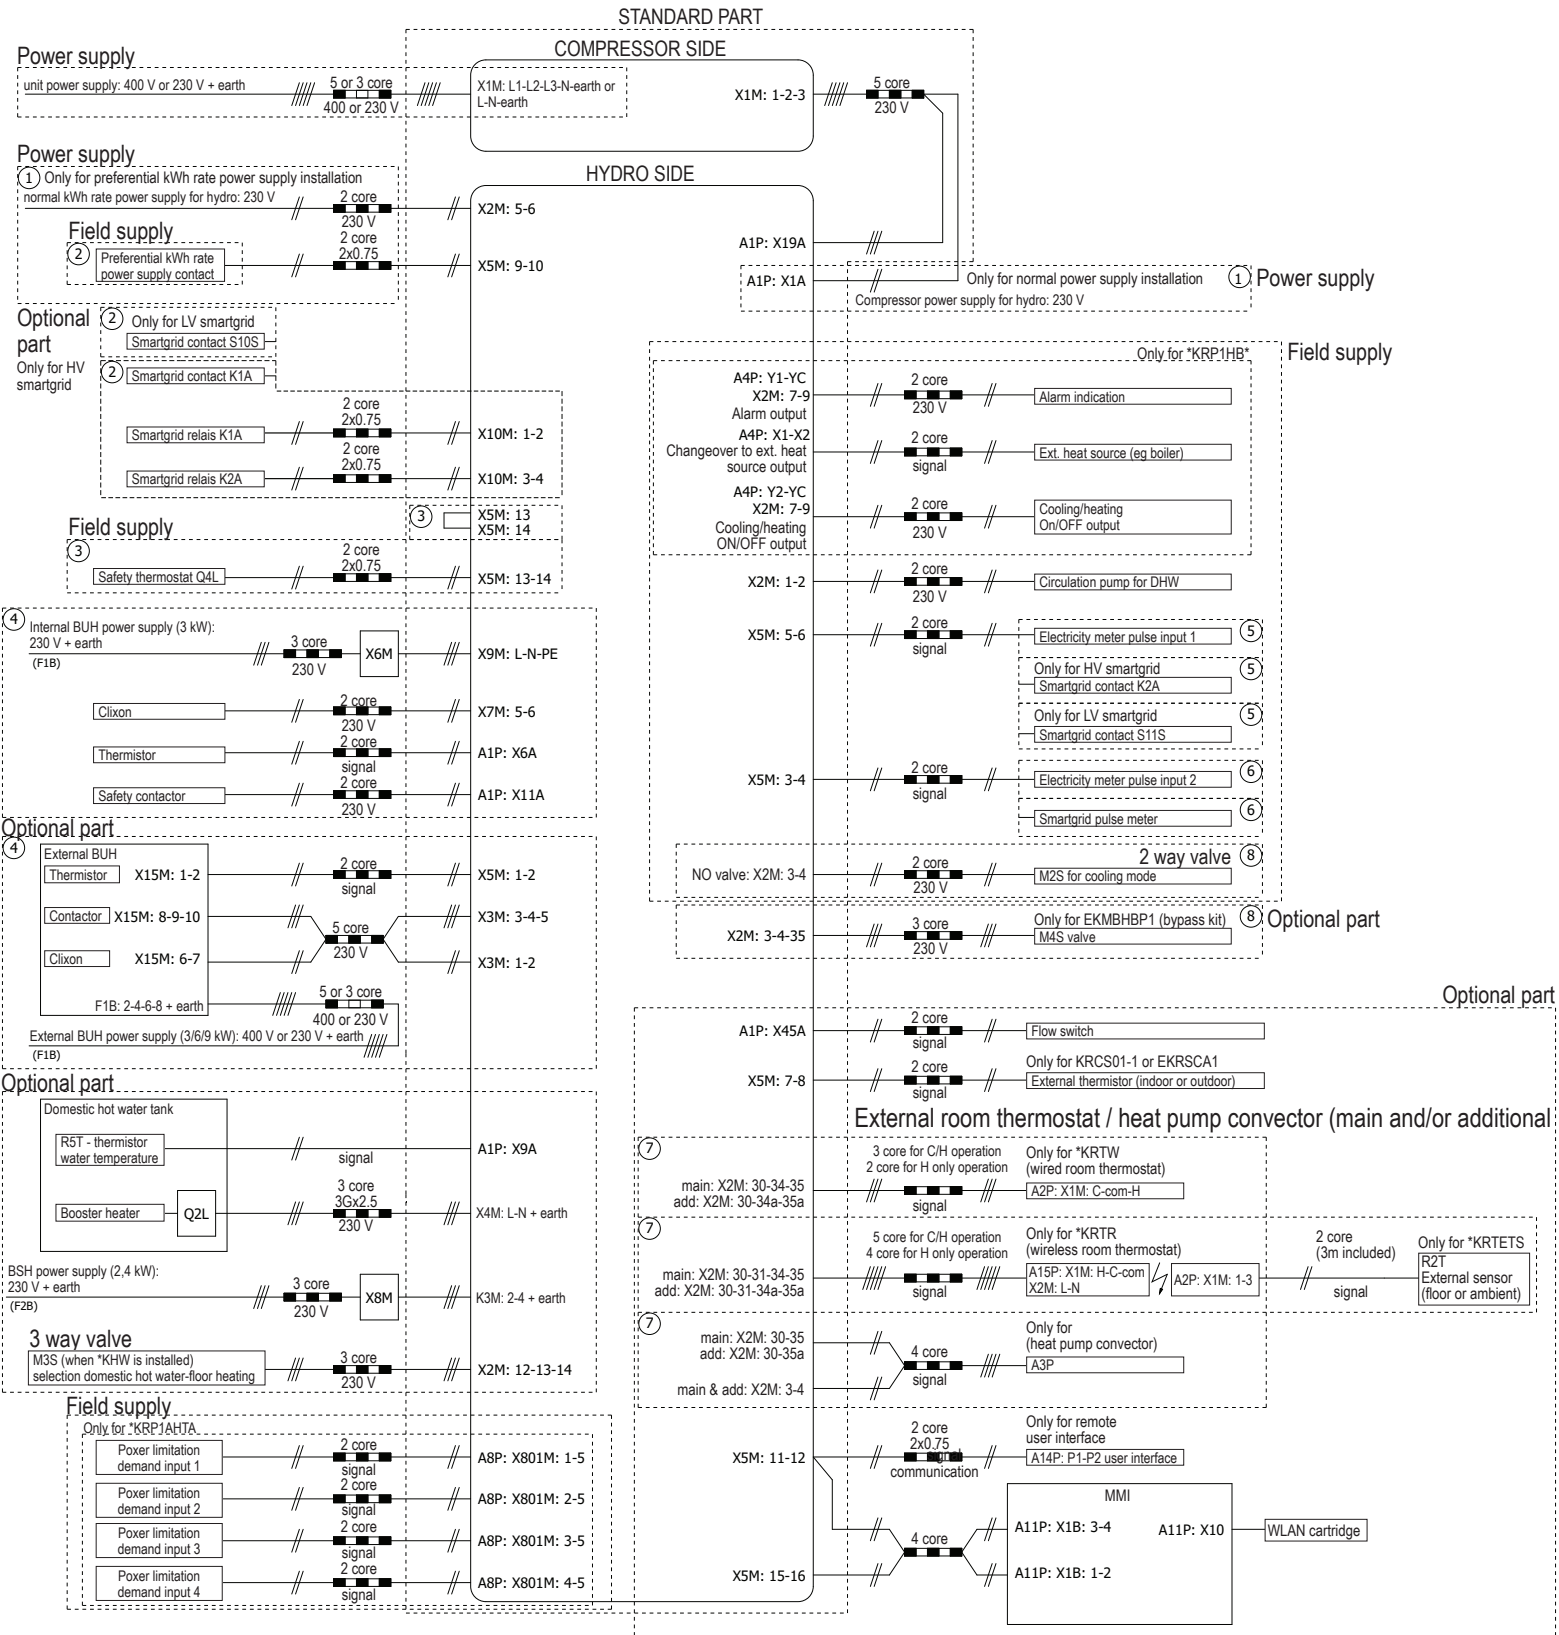 STANDARD PART
COMPRESSOR SIDE
Power supply
unit power supply: 400 V or 230 V + earth
5 or 3 core
400 or 230 V
X1M: L1-L2-L3-N-earth or
L-N-earth
X1M: 1-2-3
5 core
230 V
Power supply
1 Only for preferential kWh rate power supply installation
normal kWh rate power supply for hydro: 230 V
2 core
230 V
X2M: 5-6
Field supply
2
Preferential kWh rate
power supply contact
2 core
2x0.75
X5M: 9-10
HYDRO SIDE
A1P: X19A
A1P: X1A
Only for normal power supply installation
1
Power supply
Compressor power supply for hydro: 230 V
Optional
part
Only for HV
smartgrid
2
Only for LV smartgrid
Smartgrid contact S10S
2
Smartgrid contact K1A
Smartgrid relais K1A
2 core
2x0.75
X10M: 1-2
Smartgrid relais K2A
2 core
2x0.75
X10M: 3-4
3
X5M: 13
X5M: 14
Field supply
3
Safety thermostat Q4L
2 core
2x0.75
X5M: 13-14
4
Internal BUH power supply (3 kW):
230 V + earth
(F1B)
3 core
230 V
X6M
X9M: L-N-PE
Clixon
2 core
230 V
X7M: 5-6
Thermistor
2 core
signal
A1P: X6A
Safety contactor
2 core
230 V
A1P: X11A
Optional part
4
External BUH
Thermistor
X15M: 1-2
2 core
signal
X5M: 1-2
Contactor
X15M: 8-9-10
5 core
230 V
X3M: 3-4-5
Clixon
X15M: 6-7
X3M: 1-2
F1B: 2-4-6-8 + earth
5 or 3 core
400 or 230 V
External BUH power supply (3/6/9 kW): 400 V or 230 V + earth
(F1B)
Optional part
Domestic hot water tank
R5T - thermistor
water temperature
signal
A1P: X9A
Booster heater
Q2L
3 core
3Gx2.5
230 V
X4M: L-N + earth
BSH power supply (2,4 kW):
230 V + earth
(F2B)
3 core
230 V
X8M
K3M: 2-4 + earth
3 way valve
M3S (when *KHW is installed)
selection domestic hot water-floor heating
3 core
230 V
X2M: 12-13-14
Field supply
Only for *KRP1AHTA
Poxer limitation
demand input 1
2 core
signal
A8P: X801M: 1-5
Poxer limitation
demand input 2
2 core
signal
A8P: X801M: 2-5
Poxer limitation
demand input 3
2 core
signal
A8P: X801M: 3-5
Poxer limitation
demand input 4
2 core
signal
A8P: X801M: 4-5
Field supply
Only for *KRP1HB*
A4P: Y1-YC
X2M: 7-9
Alarm output
2 core
230 V
Alarm indication
A4P: X1-X2
Changeover to ext. heat
source output
2 core
signal
Ext. heat source (eg boiler)
A4P: Y2-YC
X2M: 7-9
Cooling/heating
ON/OFF output
2 core
230 V
Cooling/heating
On/OFF output
X2M: 1-2
2 core
230 V
Circulation pump for DHW
X5M: 5-6
2 core
signal
Electricity meter pulse input 1
5
Only for HV smartgrid
Smartgrid contact K2A
5
Only for LV smartgrid
Smartgrid contact S11S
5
X5M: 3-4
2 core
signal
Electricity meter pulse input 2
6
Smartgrid pulse meter
6
2 way valve
8
NO valve: X2M: 3-4
2 core
230 V
M2S for cooling mode
X2M: 3-4-35
3 core
230 V
Only for EKMBHBP1 (bypass kit)
M4S valve
8
Optional part
Optional part
A1P: X45A
2 core
signal
Flow switch
X5M: 7-8
2 core
signal
Only for KRCS01-1 or EKRSCA1
External thermistor (indoor or outdoor)
External room thermostat / heat pump convector (main and/or additional
7
main: X2M: 30-34-35
add: X2M: 30-34a-35a
3 core for C/H operation
2 core for H only operation
signal
Only for *KRTW
(wired room thermostat)
A2P: X1M: C-com-H
7
main: X2M: 30-31-34-35
add: X2M: 30-31-34a-35a
5 core for C/H operation
4 core for H only operation
signal
Only for *KRTR
(wireless room thermostat)
A15P: X1M: H-C-com
X2M: L-N
A2P: X1M: 1-3
2 core
(3m included)
signal
Only for *KRTETS
R2T
External sensor
(floor or ambient)
7
main: X2M: 30-35
add: X2M: 30-35a
main & add: X2M: 3-4
4 core
signal
Only for
(heat pump convector)
A3P
X5M: 11-12
2 core
2x0.75
signal
communication
Only for remote
user interface
A14P: P1-P2 user interface
X5M: 15-16
4 core
MMI
A11P: X1B: 3-4
A11P: X1B: 1-2
A11P: X10
WLAN cartridge